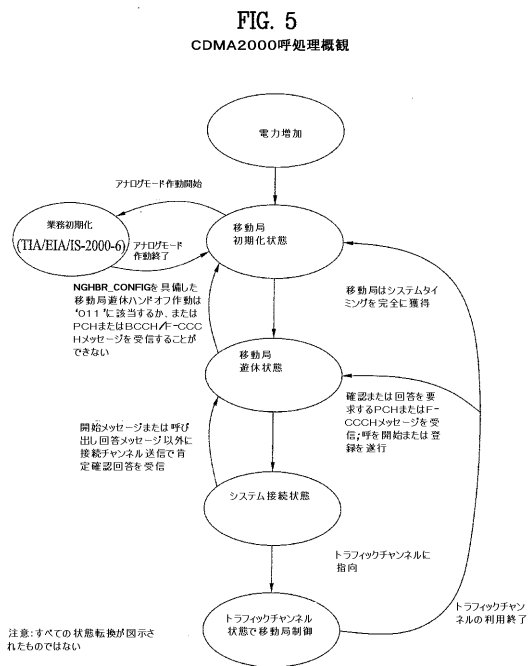 FIG. 5
CDMA2000呼処理概観
電力増加
アナログモード作動開始
業務初期化
(TIA/EIA/IS-2000-6)
アナログモード
作動終了
移動局
初期化状態
NGHBR_CONFIGを具備した
移動局遊休ハンドオフ作動は
'011'に該当するか、または
PCHまたはBCCH/F-CCC
Hメッセージを受信することが
できない
移動局はシステムタイ
ミングを完全に獲得
移動局
遊休状態
確認または回答を要
求するPCHまたはF-
CCCHメッセージを受
信;呼を開始または登
録を遂行
開始メッセージまたは呼び
出し回答メッセージ以外に
接続チャンネル送信で肯
定確認回答を受信
システム接続状態
トラフィックチャンネルに
指向
トラフィックチャンネル
状態で移動局制御
トラフィックチャン
ネルの利用終了
注意:すべての状態転換が図示さ
れたものではない